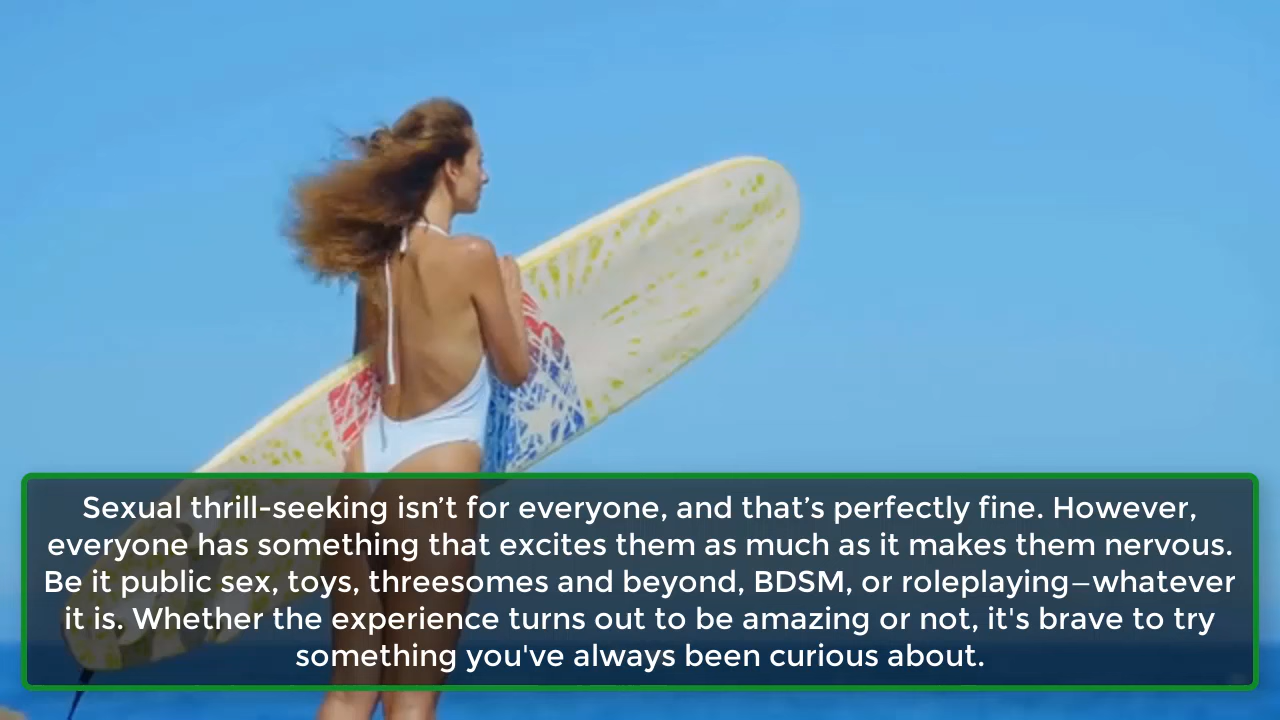 Sexual thrill-seeking isn’t for everyone, and that’s perfectly fine. However,
everyone has something that excites them as much as it makes them nervous.
Be it public sex, toys, threesomes and beyond, BDSM, or roleplaying—whatever
it is. Whether the experience turns out to be amazing or not, it's brave to try
something you've always been curious about.